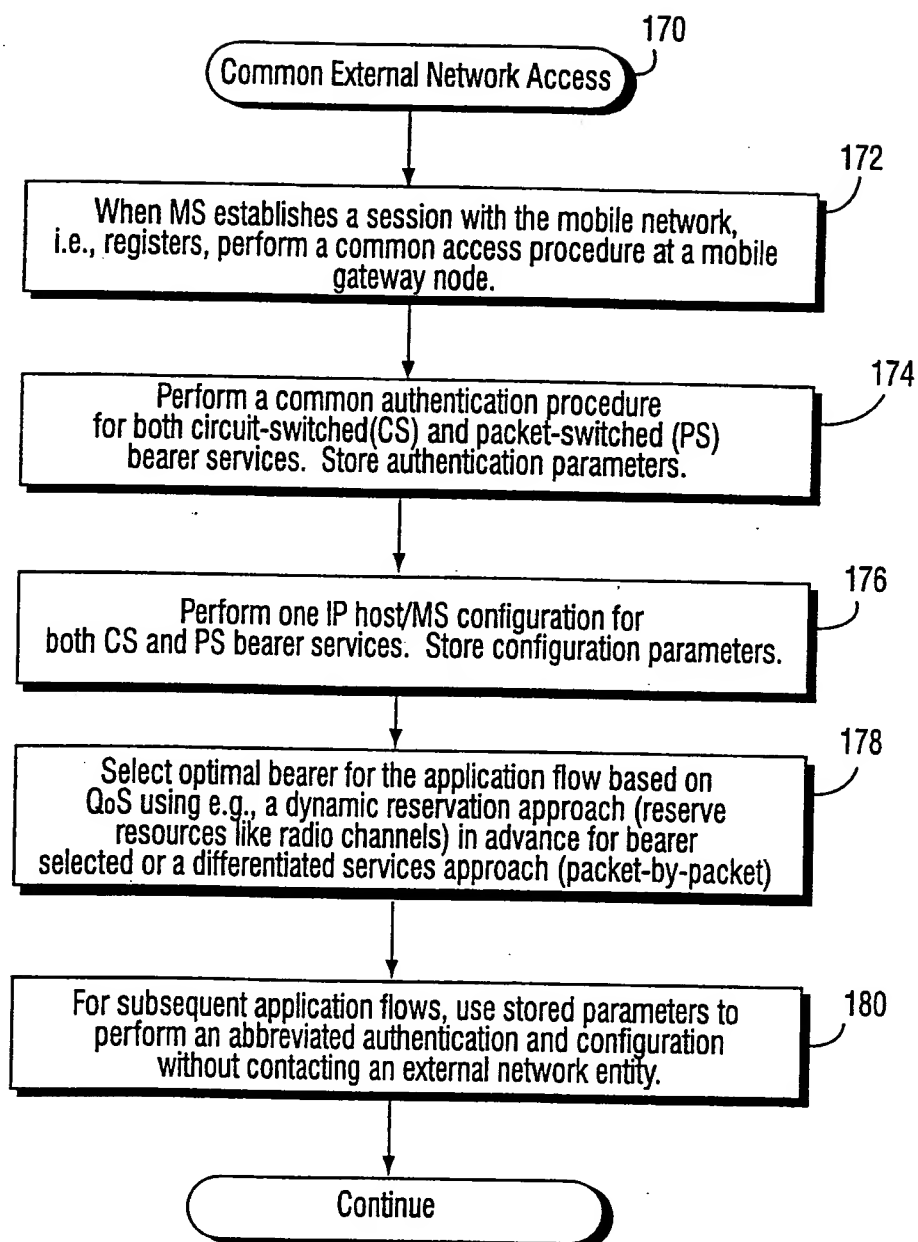 170
Common External Network Access
172
When MS establishes a session with the mobile network,
i.e., registers, perform a common access procedure at a mobile
gateway node.
174
Perform a common authentication procedure
for both circuit-switched(CS) and packet-switched (PS)
bearer services. Store authentication parameters.
176
Perform one IP host/MS configuration for
both CS and PS bearer services. Store configuration parameters.
178
Select optimal bearer for the application flow based on
QoS using e.g., a dynamic reservation approach (reserve
resources like radio channels) in advance for bearer
selected or a differentiated services approach (packet-by-packet)
180
For subsequent application flows, use stored parameters to
perform an abbreviated authentication and configuration
without contacting an external network entity.
Continue